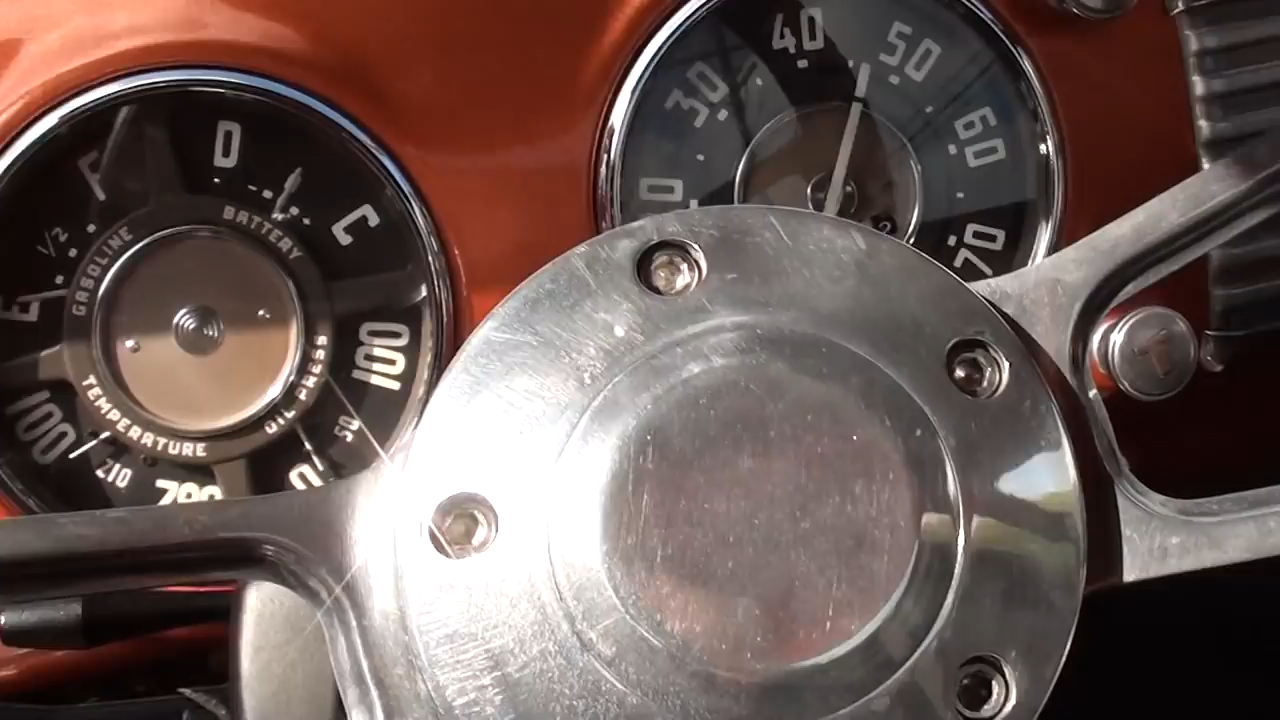 E
1/2
F
GASOLINE
D
BATTERY
C
100
50
0
OIL PRESS
TEMPERATURE
100
210
30
40
50
60
70
T